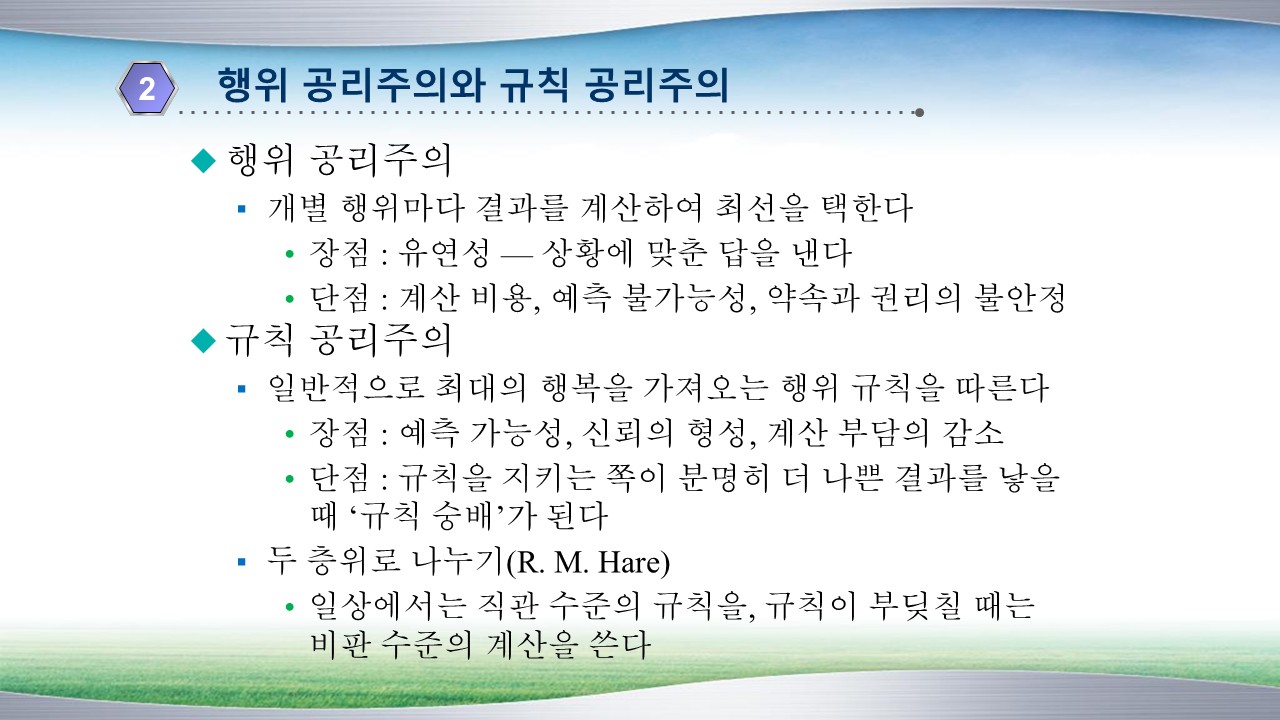 2
행위 공리주의와 규칙 공리주의
행위 공리주의
개별 행위마다 결과를 계산하여 최선을 택한다
장점 : 유연성 — 상황에 맞춘 답을 낸다
단점 : 계산 비용, 예측 불가능성, 약속과 권리의 불안정
규칙 공리주의
일반적으로 최대의 행복을 가져오는 행위 규칙을 따른다
장점 : 예측 가능성, 신뢰의 형성, 계산 부담의 감소
단점 : 규칙을 지키는 쪽이 분명히 더 나쁜 결과를 낳을
때 ‘규칙 숭배’가 된다
두 층위로 나누기(R. M. Hare)
일상에서는 직관 수준의 규칙을, 규칙이 부딪칠 때는
비판 수준의 계산을 쓴다